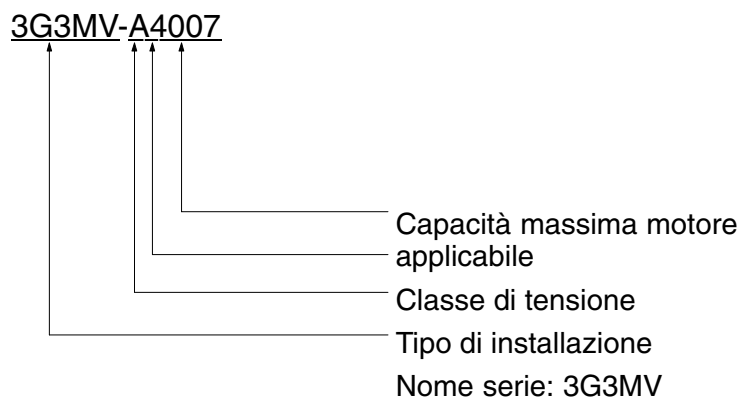 3G3MV-A4007
Capacità massima motore
applicabile
Classe di tensione
Tipo di installazione
Nome serie: 3G3MV